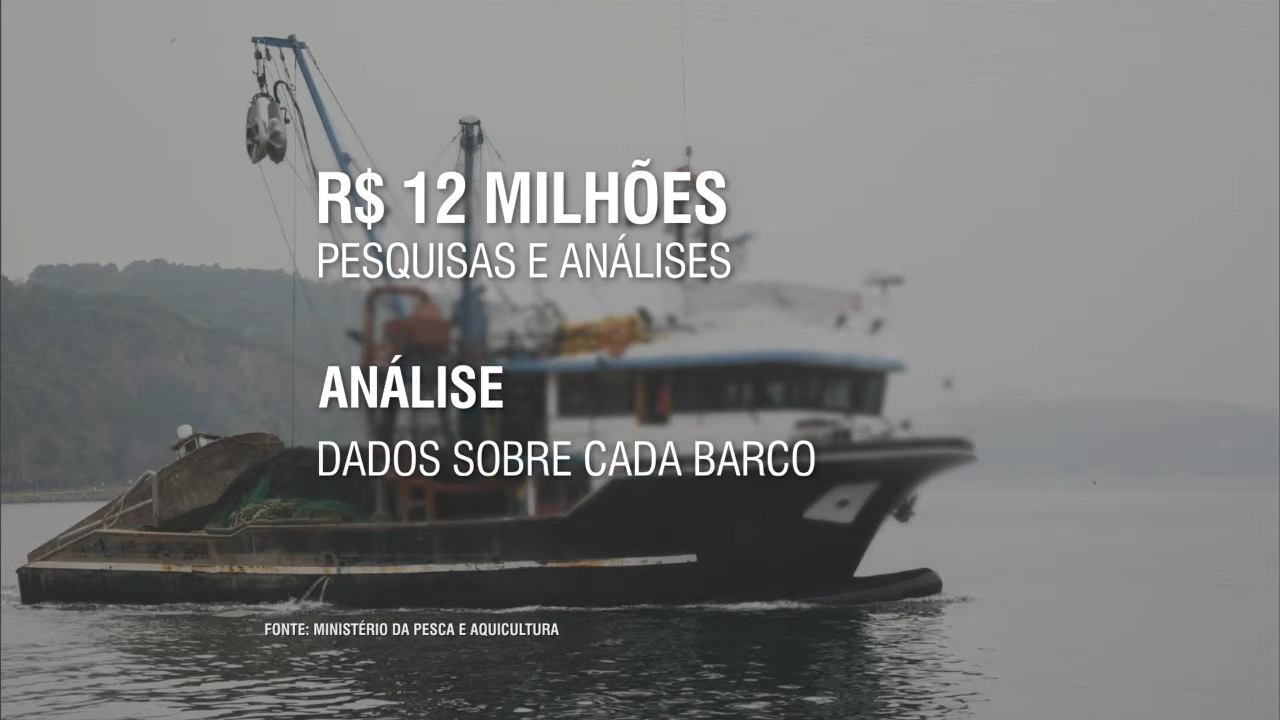 R$ 12 MILHÕES
PESQUISAS E ANÁLISES
ANÁLISE
DADOS SOBRE CADA BARCO
FONTE: MINISTÉRIO DA PESCA E AQUICULTURA